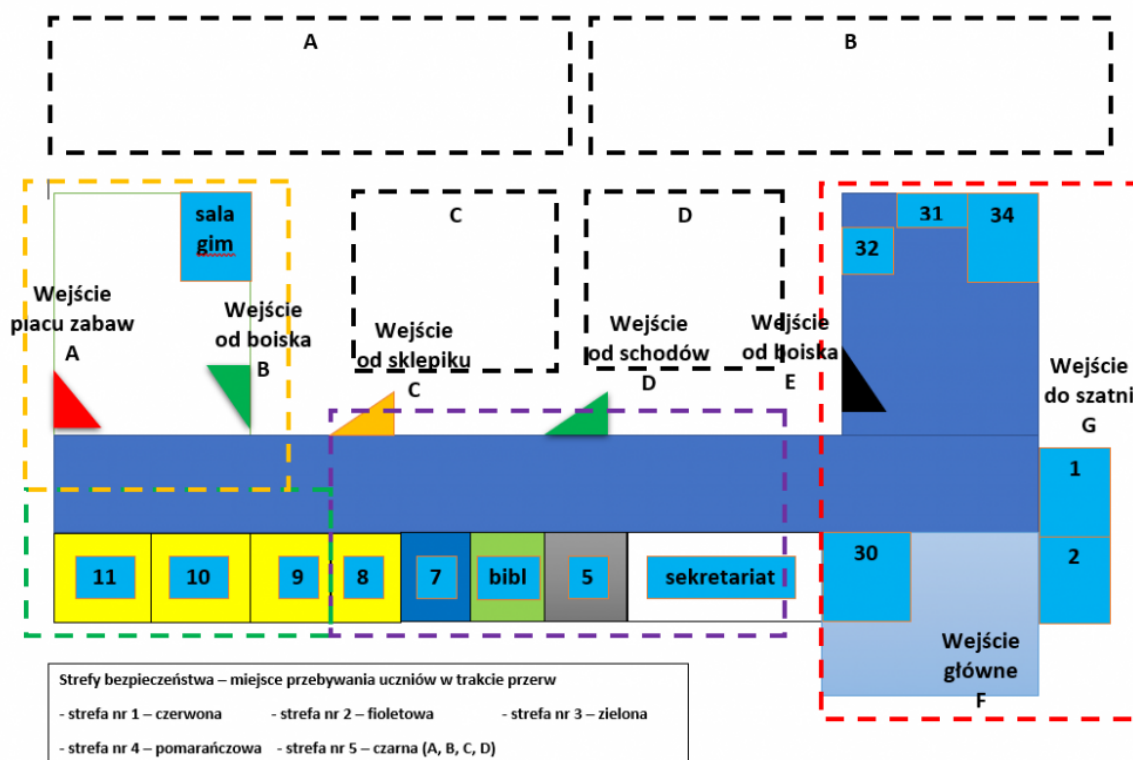 A
B
sala
gim
C
D
31
34
32
Wejście
placu zabaw
A
Wejście
od boiska
B
Wejście
od sklepiku
C
Wejście
od schodów
D
Wejście
od boiska
E
Wejście
do szatni
G
1
11
10
9
8
7
bibl
5
sekretariat
30
2
Wejście
główne
F
Strefy bezpieczeństwa – miejsce przebywania uczniów w trakcie przerw
- strefa nr 1 – czerwona - strefa nr 2 – fioletowa - strefa nr 3 – zielona
- strefa nr 4 – pomarańczowa - strefa nr 5 – czarna (A, B, C, D)